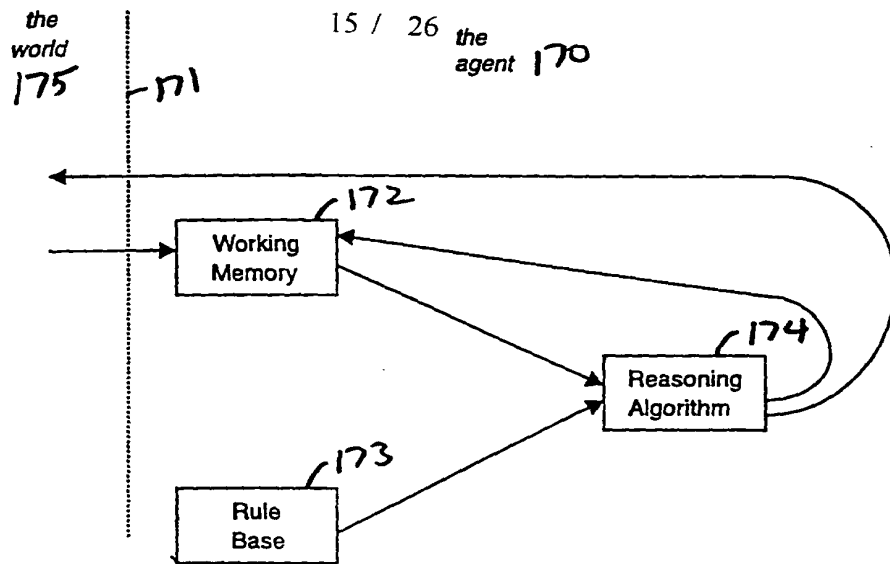 the
world
175
171
15 / 26
the
agent 170
172
Working
Memory
174
Reasoning
Algorithm
173
Rule
Base